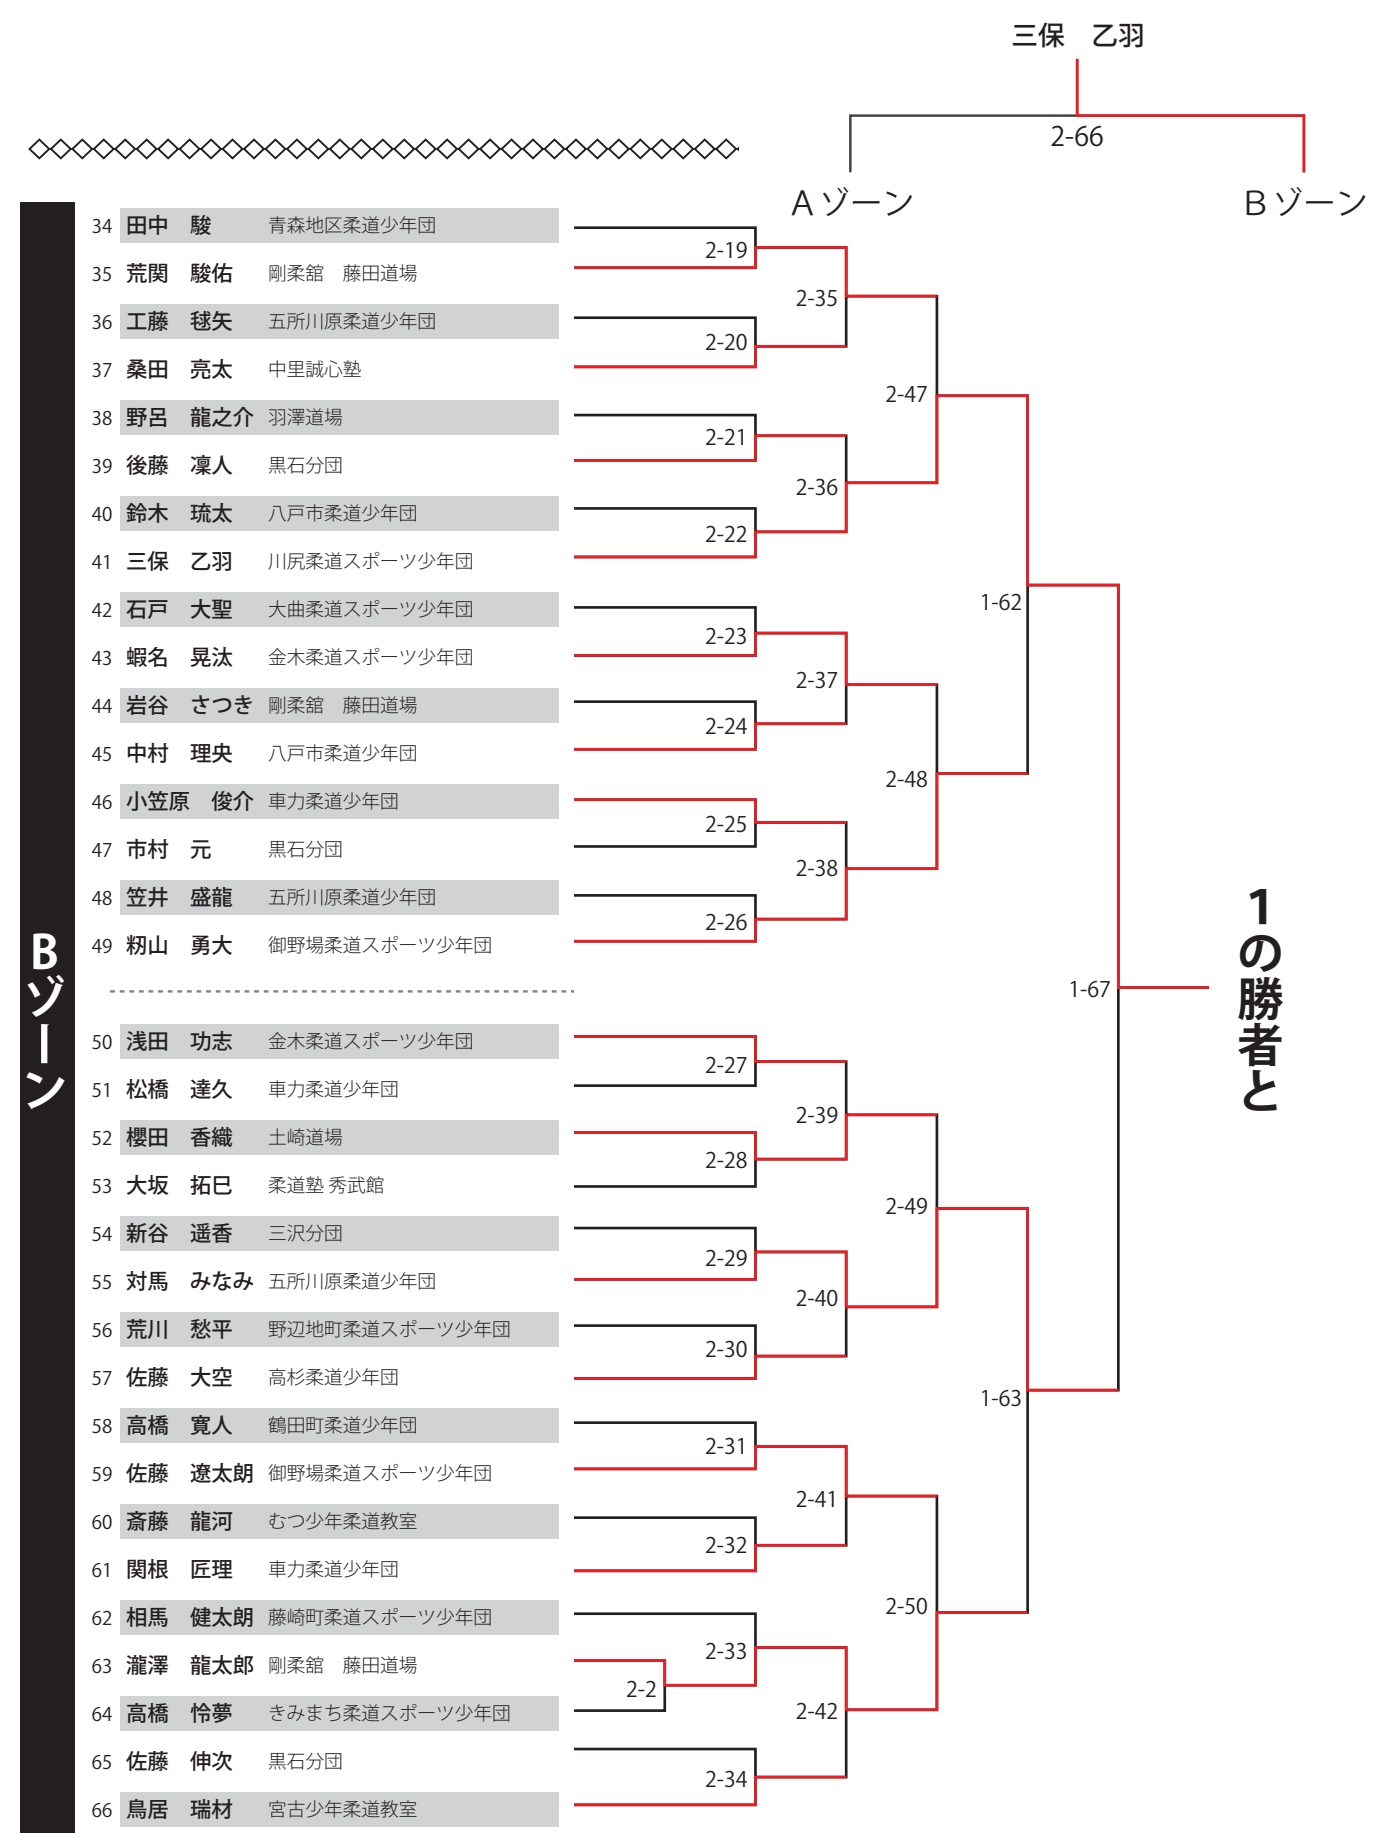 三保　乙羽
2-66
A ゾーン
B ゾーン
Bゾーン
34 田中　駿 青森地区柔道少年団
35 荒関　駿佑 剛柔舘　藤田道場
36 工藤　毬矢 五所川原柔道少年団
37 桑田　亮太 中里誠心塾
38 野呂　龍之介 羽澤道場
39 後藤　凜人 黒石分団
40 鈴木　琉太 八戸市柔道少年団
41 三保　乙羽 川尻柔道スポーツ少年団
42 石戸　大聖 大曲柔道スポーツ少年団
43 蝦名　晃汰 金木柔道スポーツ少年団
44 岩谷　さつき 剛柔舘　藤田道場
45 中村　理央 八戸市柔道少年団
46 小笠原　俊介 車力柔道少年団
47 市村　元 黒石分団
48 笠井　盛龍 五所川原柔道少年団
49 籾山　勇大 御野場柔道スポーツ少年団
50 浅田　功志 金木柔道スポーツ少年団
51 松橋　達久 車力柔道少年団
52 櫻田　香織 土崎道場
53 大坂　拓巳 柔道塾 秀武館
54 新谷　遥香 三沢分団
55 対馬　みなみ 五所川原柔道少年団
56 荒川　愁平 野辺地町柔道スポーツ少年団
57 佐藤　大空 高杉柔道少年団
58 高橋　寛人 鶴田町柔道少年団
59 佐藤　遼太朗 御野場柔道スポーツ少年団
60 斎藤　龍河 むつ少年柔道教室
61 関根　匠理 車力柔道少年団
62 相馬　健太朗 藤崎町柔道スポーツ少年団
63 瀧澤　龍太郎 剛柔舘　藤田道場
64 高橋　怜夢 きみまち柔道スポーツ少年団
65 佐藤　伸次 黒石分団
66 鳥居　瑞材 宮古少年柔道教室
2-2
2-19
2-20
2-21
2-22
2-23
2-24
2-25
2-26
2-27
2-28
2-29
2-30
2-31
2-32
2-33
2-34
2-35
2-36
2-37
2-38
2-39
2-40
2-41
2-42
2-47
2-48
2-49
2-50
1-62
1-63
1-67
1の勝者と